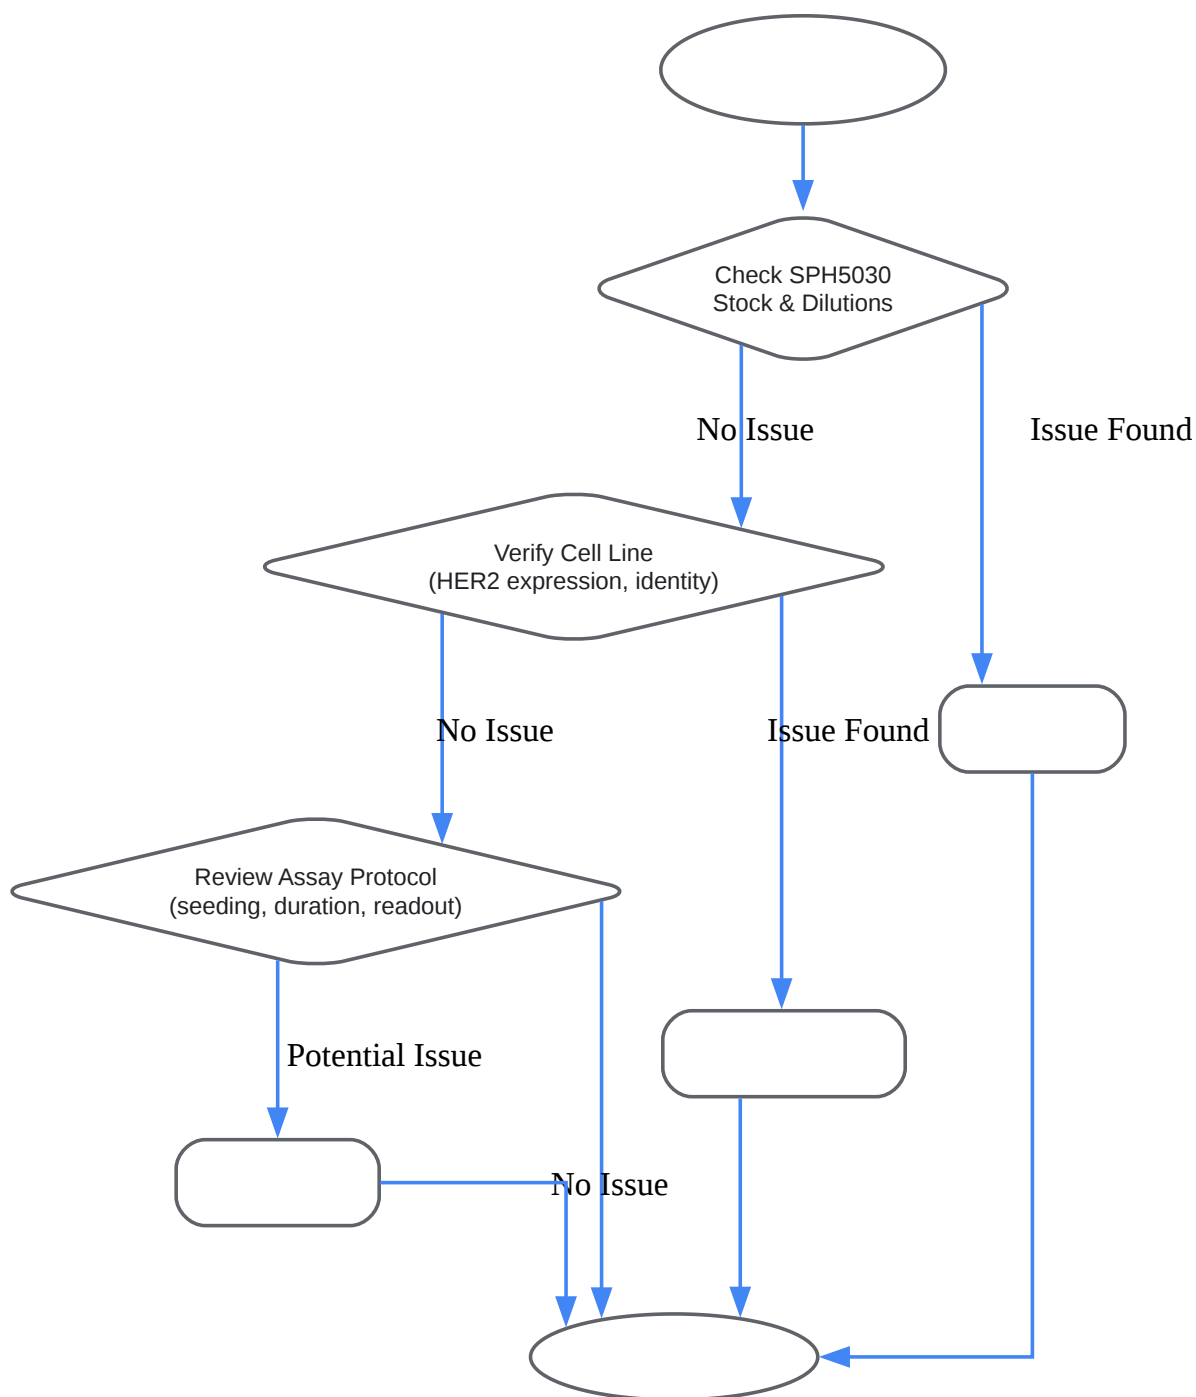 Check SPH5030
Stock & Dilutions
No Issue
Issue Found
Verify Cell Line
(HER2 expression, identity)
No Issue
Issue Found
Review Assay Protocol
(seeding, duration, readout)
Potential Issue
No Issue